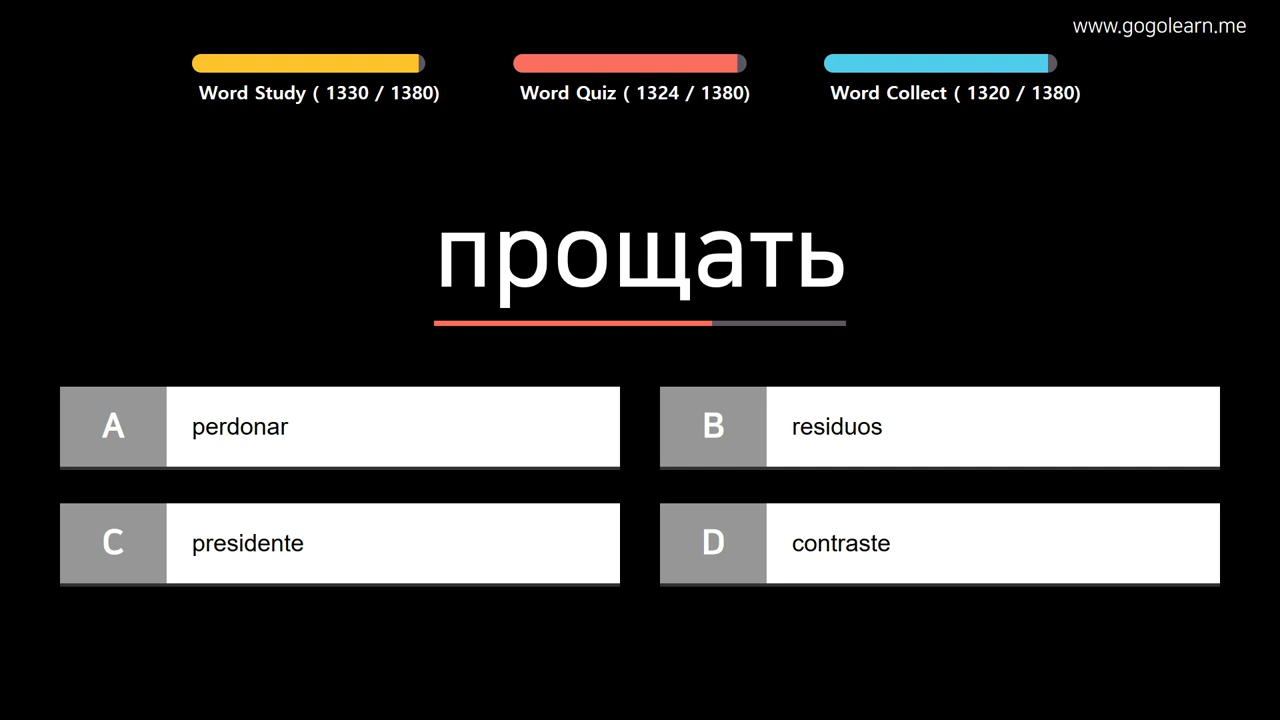 www.gogolearn.me
Word Study ( 1330 / 1380)
Word Quiz ( 1324 / 1380)
Word Collect ( 1320 / 1380)
прощать
A perdonar
B residuos
C presidente
D contraste